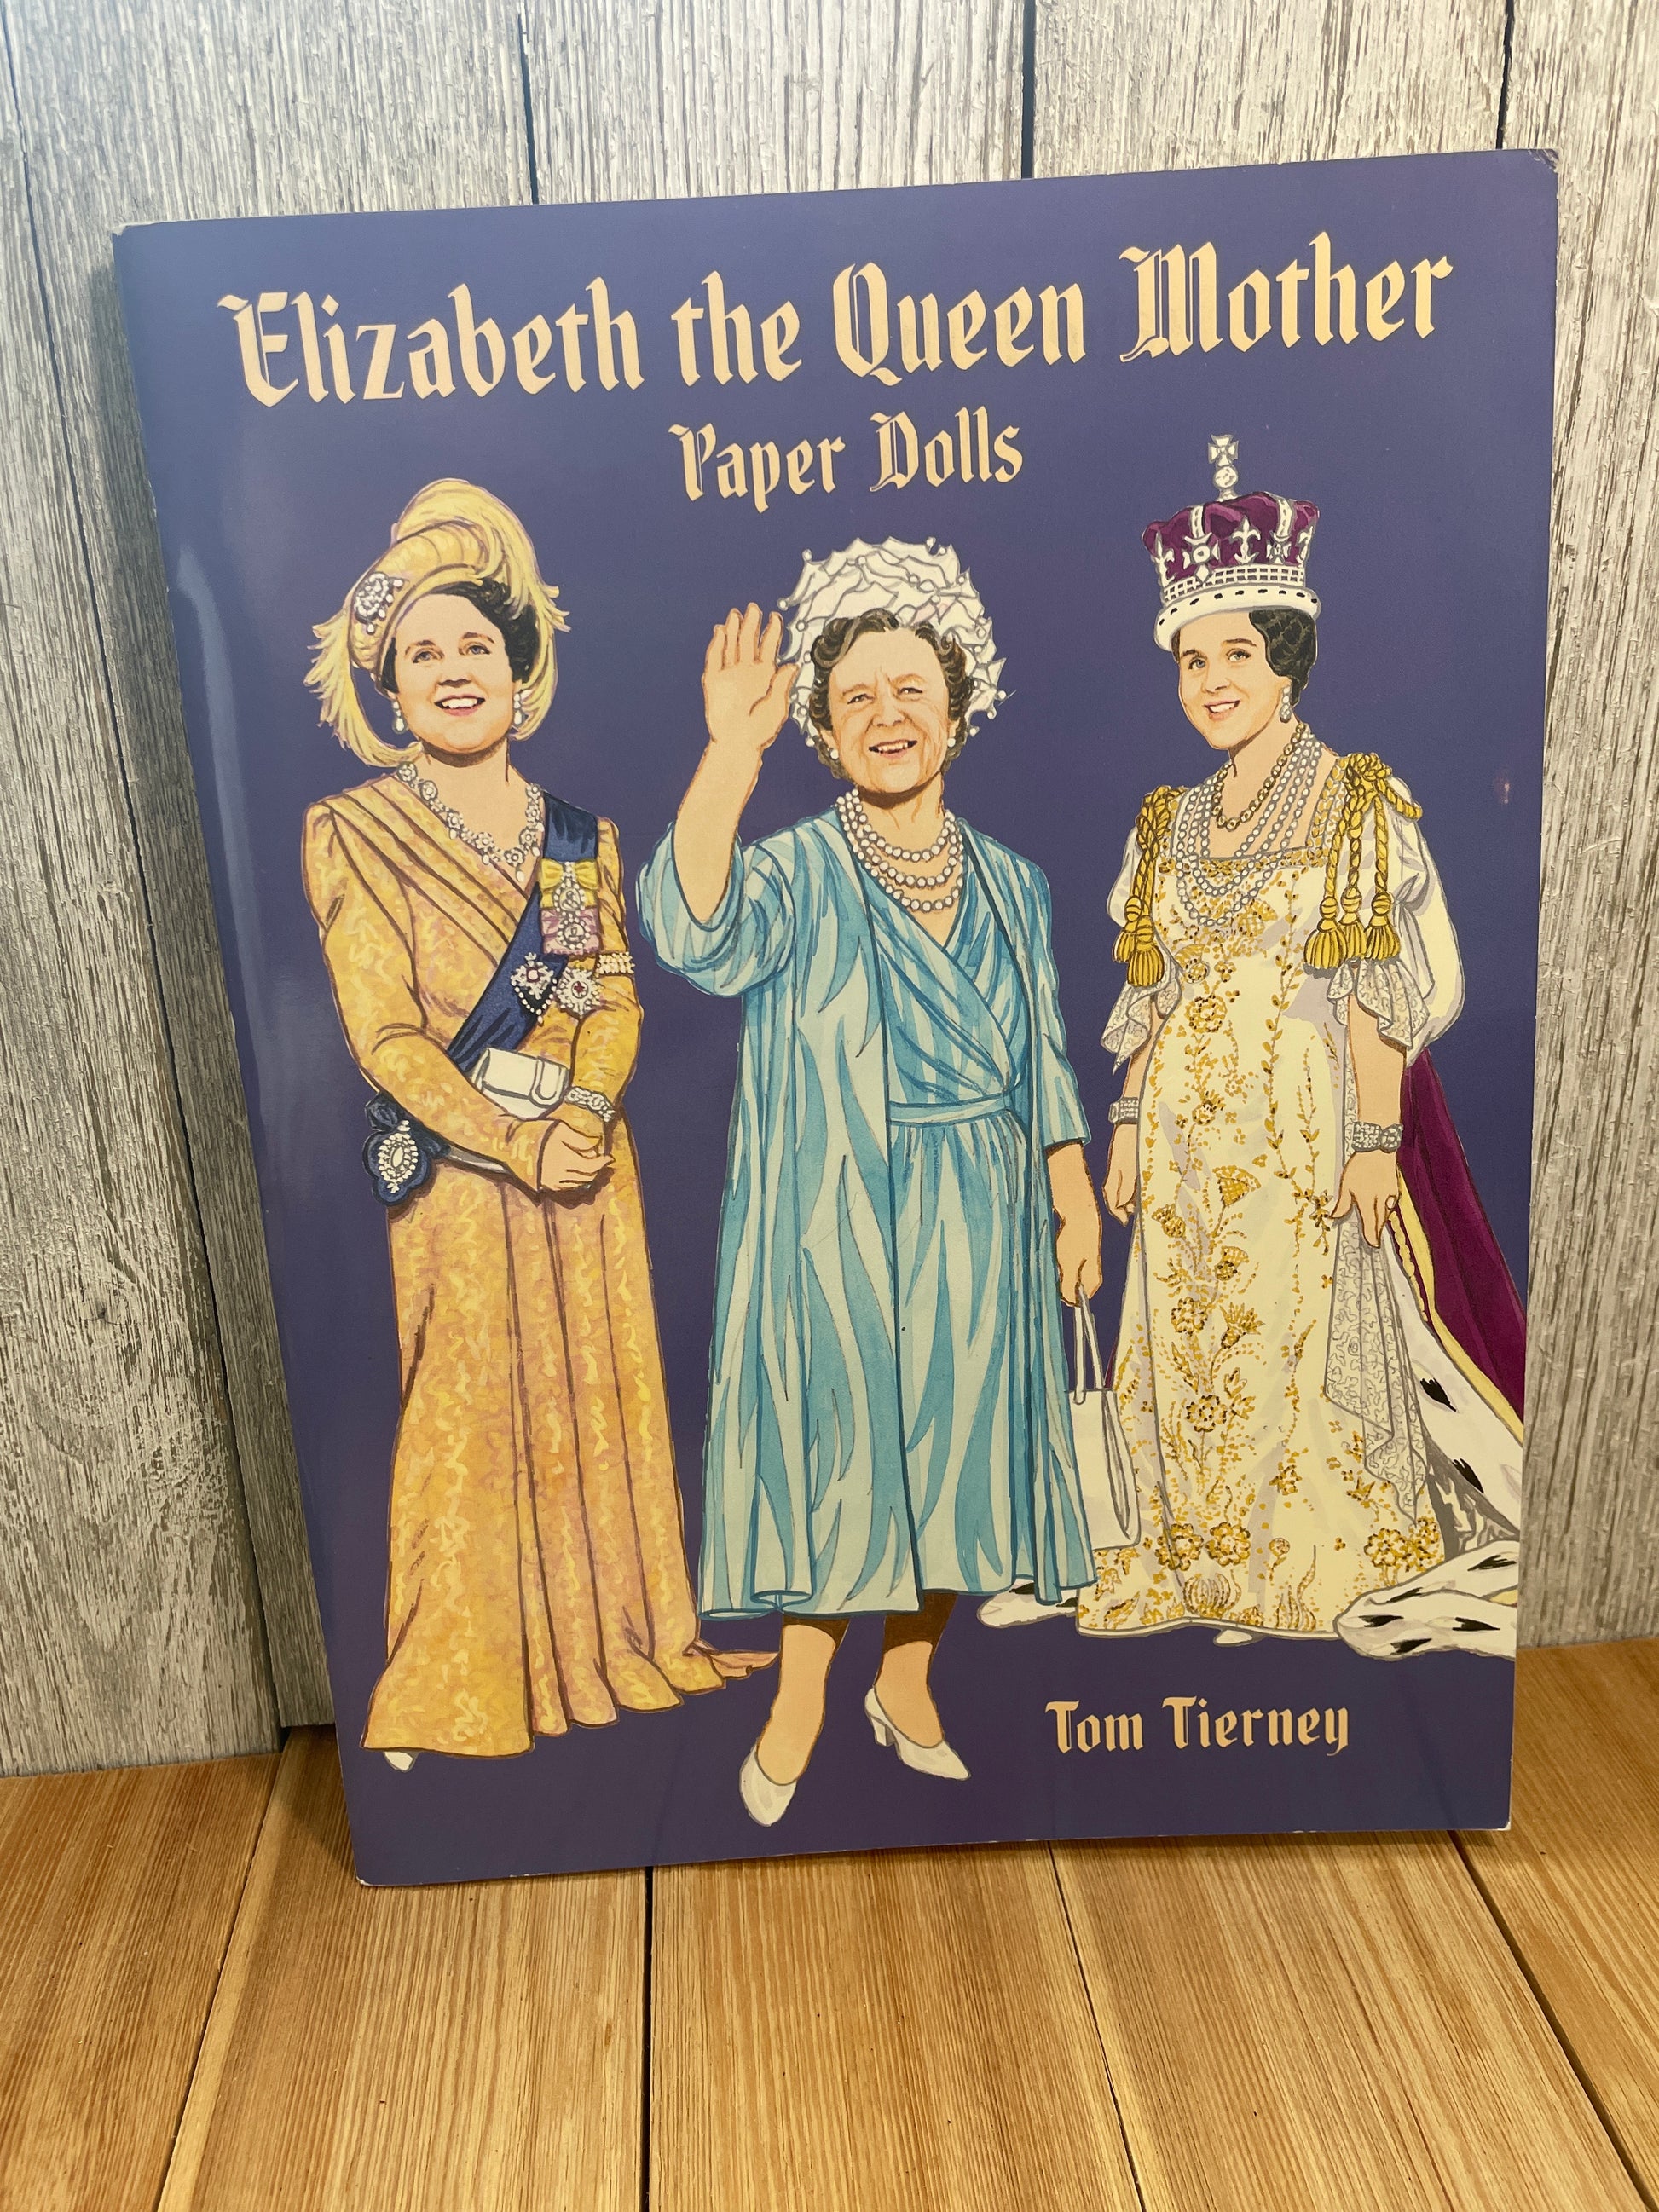 Elizabeth the Queen Mother
Paper Dolls
Tom Tierney